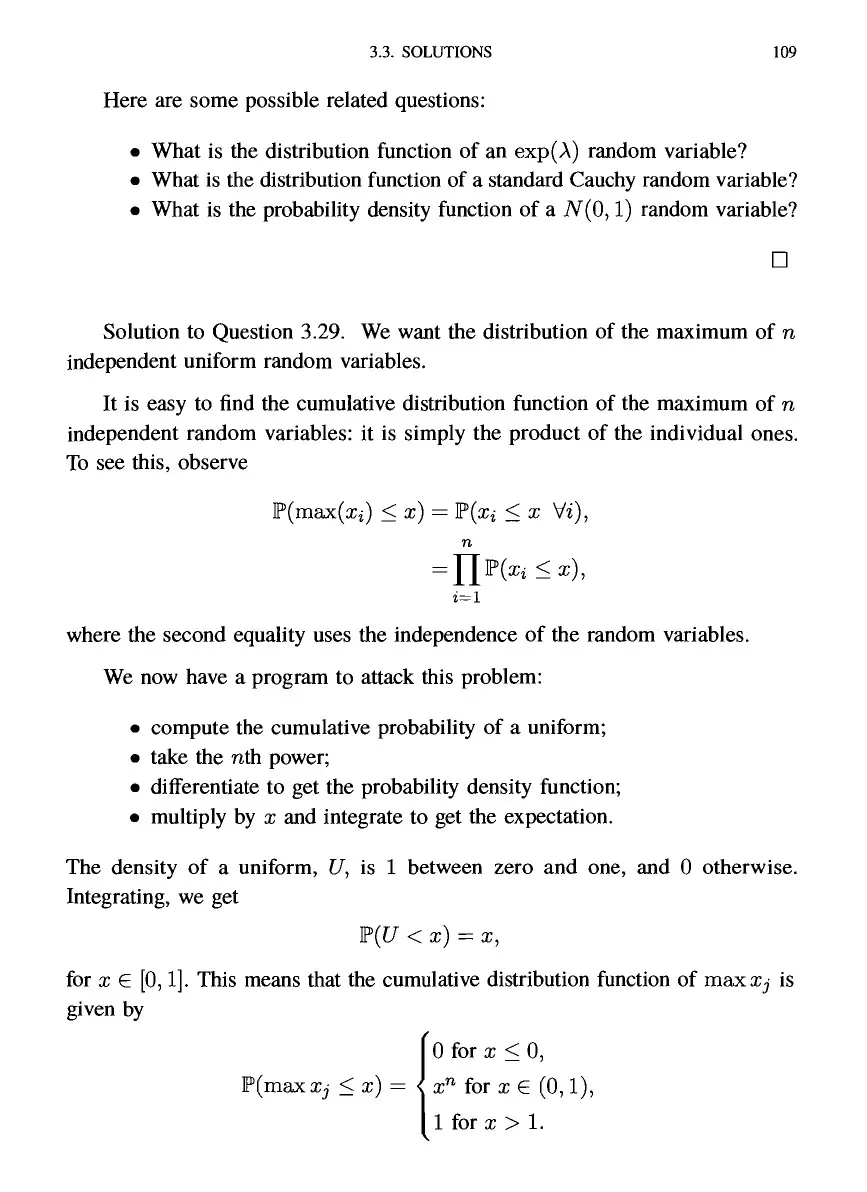 3.3. SOLUTIONS 109
Here are some possible related questions:
• What is the distribution function of an exp(λ) random variable?
• What is the distribution function of a standard Cauchy random variable?
• What is the probability density function of a N(0, 1) random variable?
□
Solution to Question 3.29. We want the distribution of the maximum of n
independent uniform random variables.
It is easy to find the cumulative distribution function of the maximum of n
independent random variables: it is simply the product of the individual ones.
To see this, observe
ℙ(max(xᵢ) ≤ x) = ℙ(xᵢ ≤ x ∀i),
n
= ∏ ℙ(xᵢ ≤ x),
i=1
where the second equality uses the independence of the random variables.
We now have a program to attack this problem:
• compute the cumulative probability of a uniform;
• take the nth power;
• differentiate to get the probability density function;
• multiply by x and integrate to get the expectation.
The density of a uniform, U, is 1 between zero and one, and 0 otherwise.
Integrating, we get
ℙ(U < x) = x,
for x ∈ [0, 1]. This means that the cumulative distribution function of max xⱼ is
given by
0 for x ≤ 0,
ℙ(max xⱼ ≤ x) = { xⁿ for x ∈ (0, 1),
1 for x > 1.